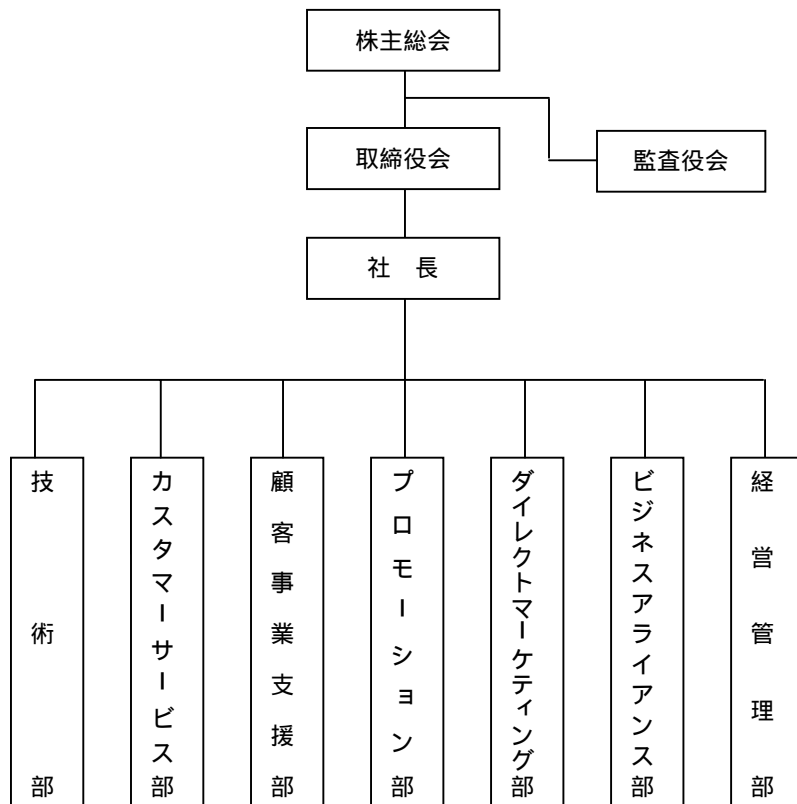 株主総会
取締役会
監査役会
社 長
技術部
カスタマーサービス部
顧客事業支援部
プロモーション部
ダイレクトマーケティング部
ビジネスアライアンス部
経営管理部